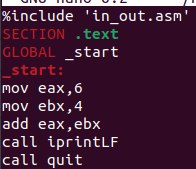 %include 'in_out.asm'
SECTION .text
GLOBAL _start
_start:
mov eax,6
mov ebx,4
add eax,ebx
call iprintLF
call quit